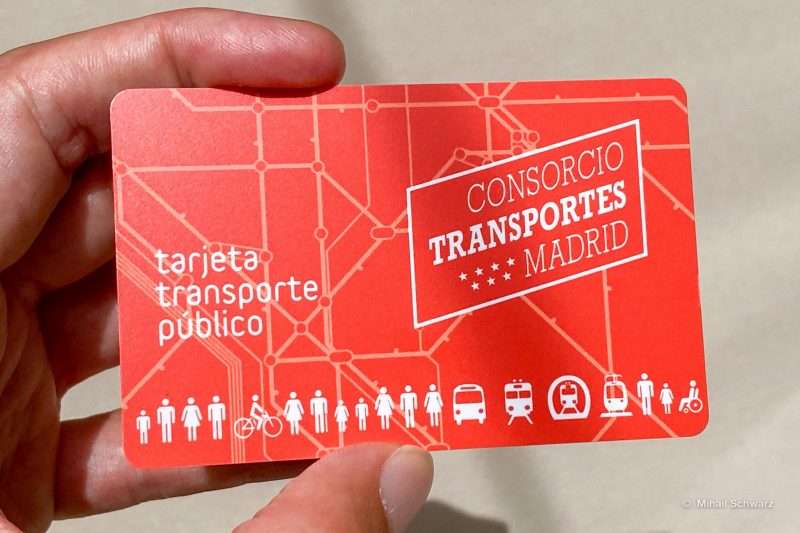 CONSORCIO
TRANSPORTES
MADRID
tarjeta
transporte
público
© Mihail Schwarz